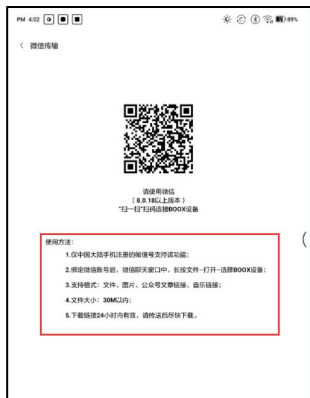 PM 4:02
99%
微信传输
请使用微信
（8.0.18以上版本）
"扫一扫"扫码连接BOOX设备
使用方法：
1.仅中国大陆手机注册的微信号支持该功能；
2.绑定微信账号后，微信聊天窗口中，长按文件-打开-选择BOOX设备；
3.支持格式：文件、图片、公众号文章链接、音乐链接；
4.文件大小：30M以内；
5.下载链接24小时内有效，请传送后尽快下载。